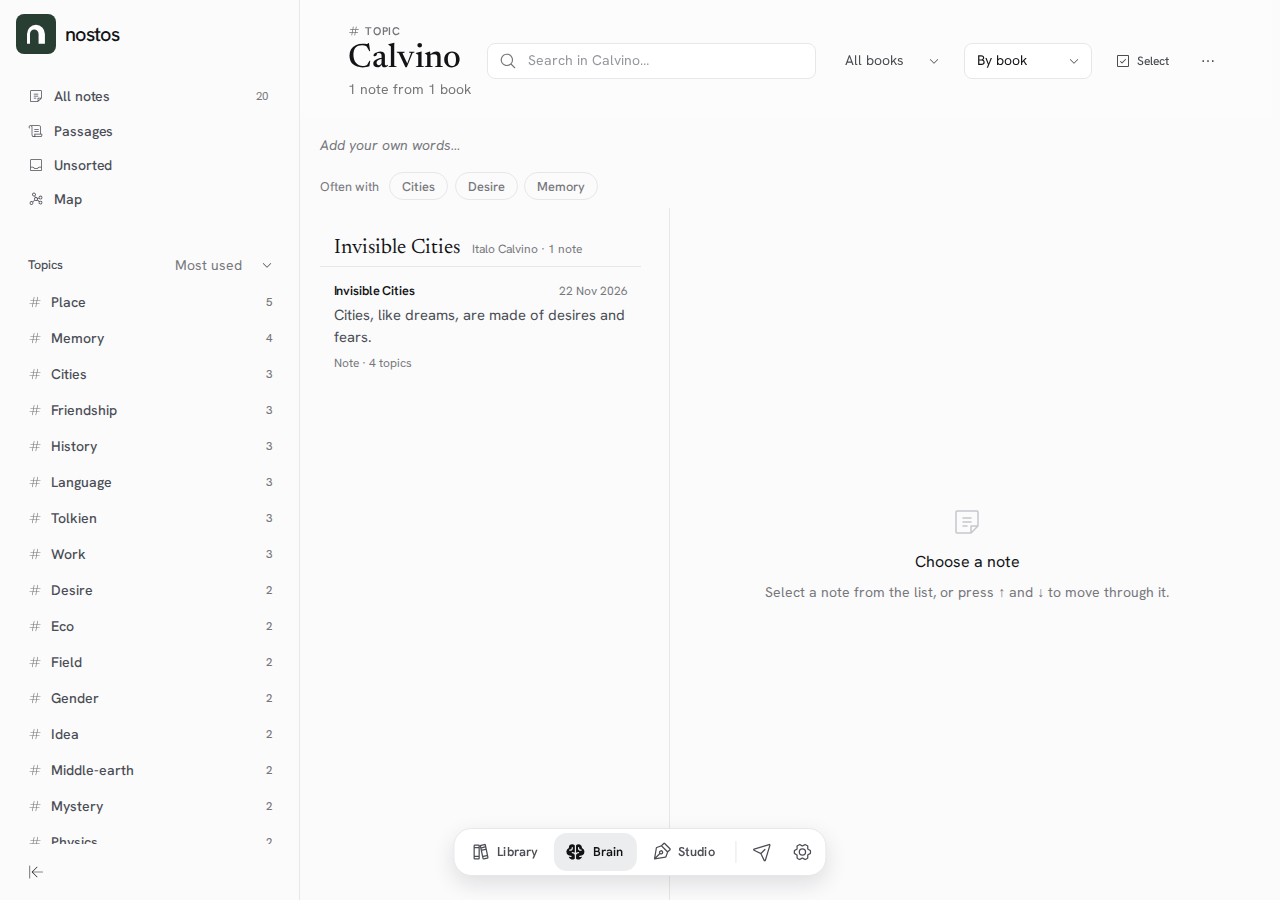 nostos
All notes 20
Passages
Unsorted
Map
Topics Most used
# Place 5
# Memory 4
# Cities 3
# Friendship 3
# History 3
# Language 3
# Tolkien 3
# Work 3
# Desire 2
# Eco 2
# Field 2
# Gender 2
# Idea 2
# Middle-earth 2
# Mystery 2
# Physics 2
# TOPIC
Calvino
1 note from 1 book
Search in Calvino...
All books
By book
Select
Add your own words...
Often with Cities Desire Memory
Invisible Cities Italo Calvino · 1 note
Invisible Cities 22 Nov 2026
Cities, like dreams, are made of desires and
fears.
Note · 4 topics
Choose a note
Select a note from the list, or press ↑ and ↓ to move through it.
Library Brain Studio